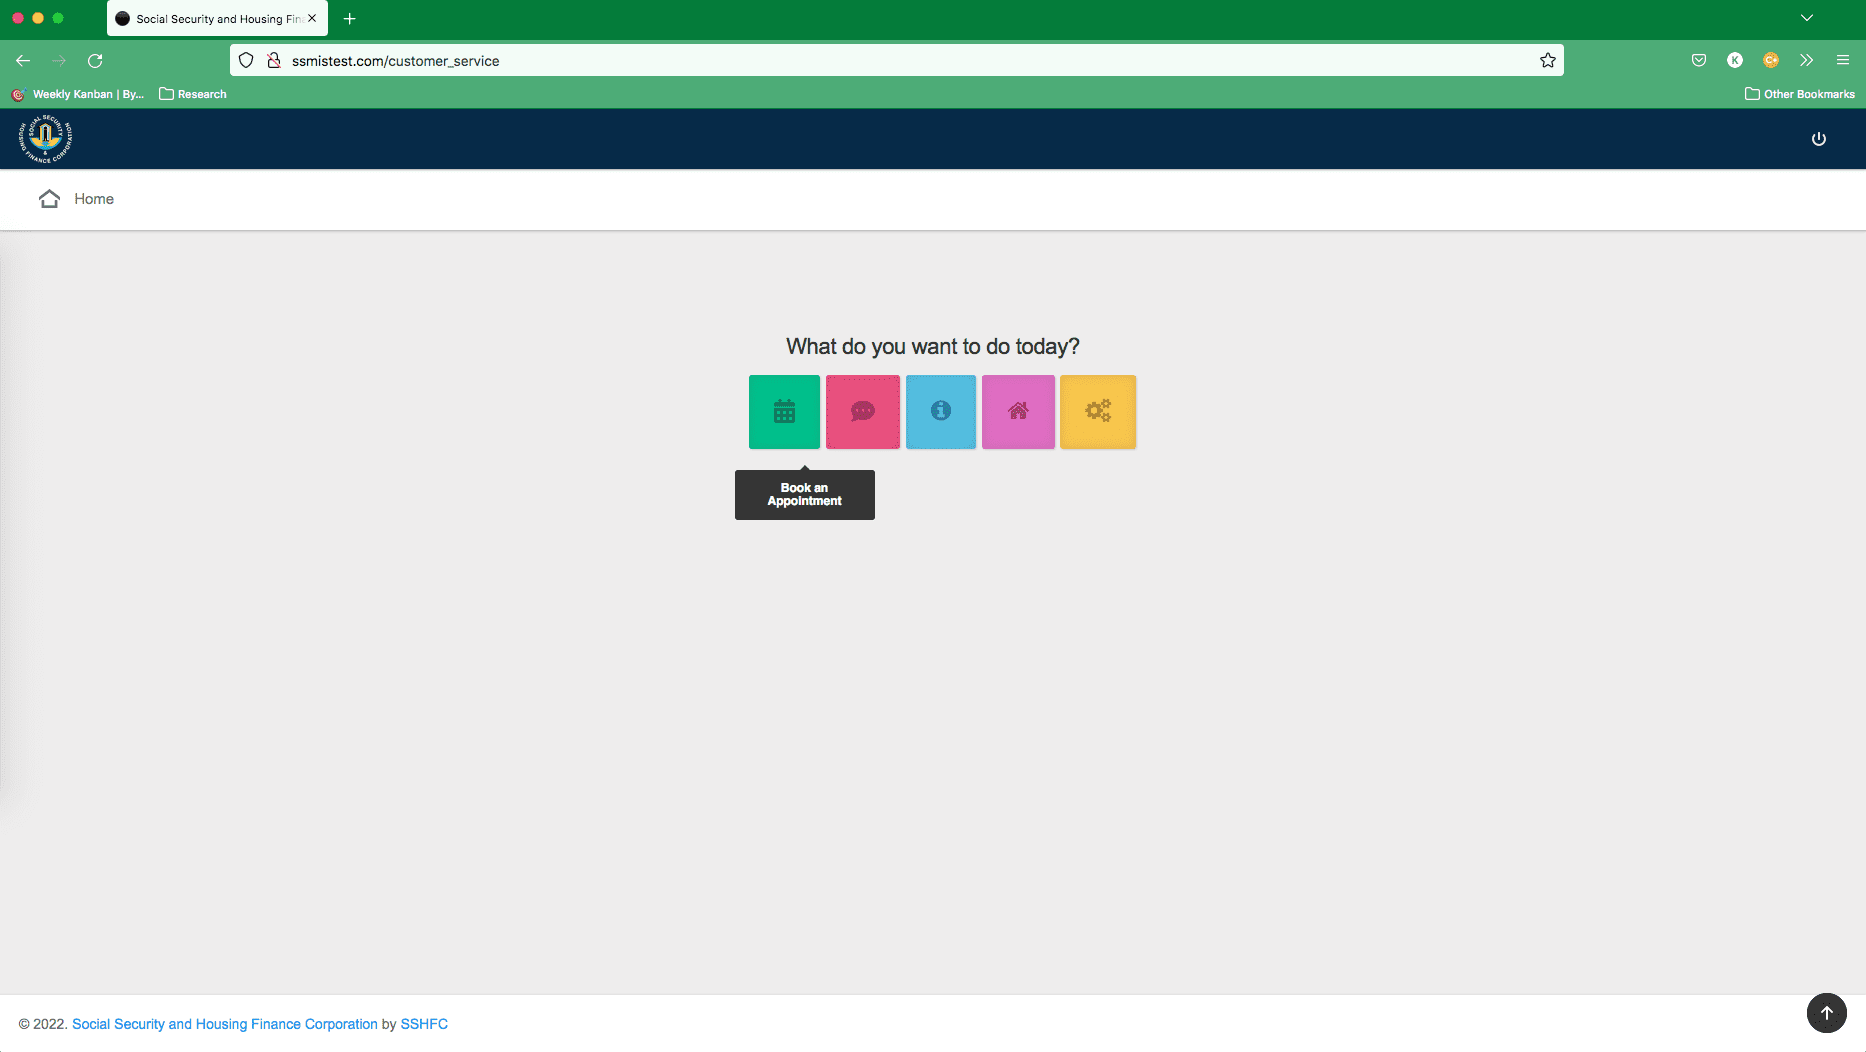 Social Security and Housing Fin
ssmistest.com/customer_service
K
C+
Weekly Kanban | By...
Research
Other Bookmarks
SOCIAL SECURITY
&
HOUSING FINANCE CORPORATION
Home
What do you want to do today?
Book an
Appointment
© 2022. Social Security and Housing Finance Corporation by SSHFC